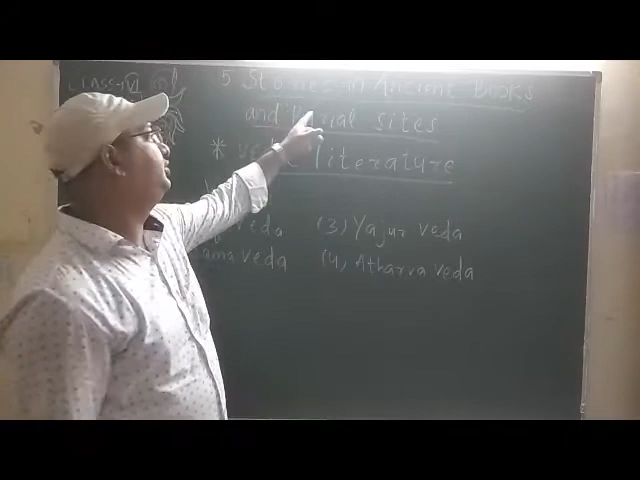 CLASS-VI
5 Stories in Ancient Books
and Burial sites
* vedic literature
veda (3) Yajur veda
Sama veda (4) Atharva veda